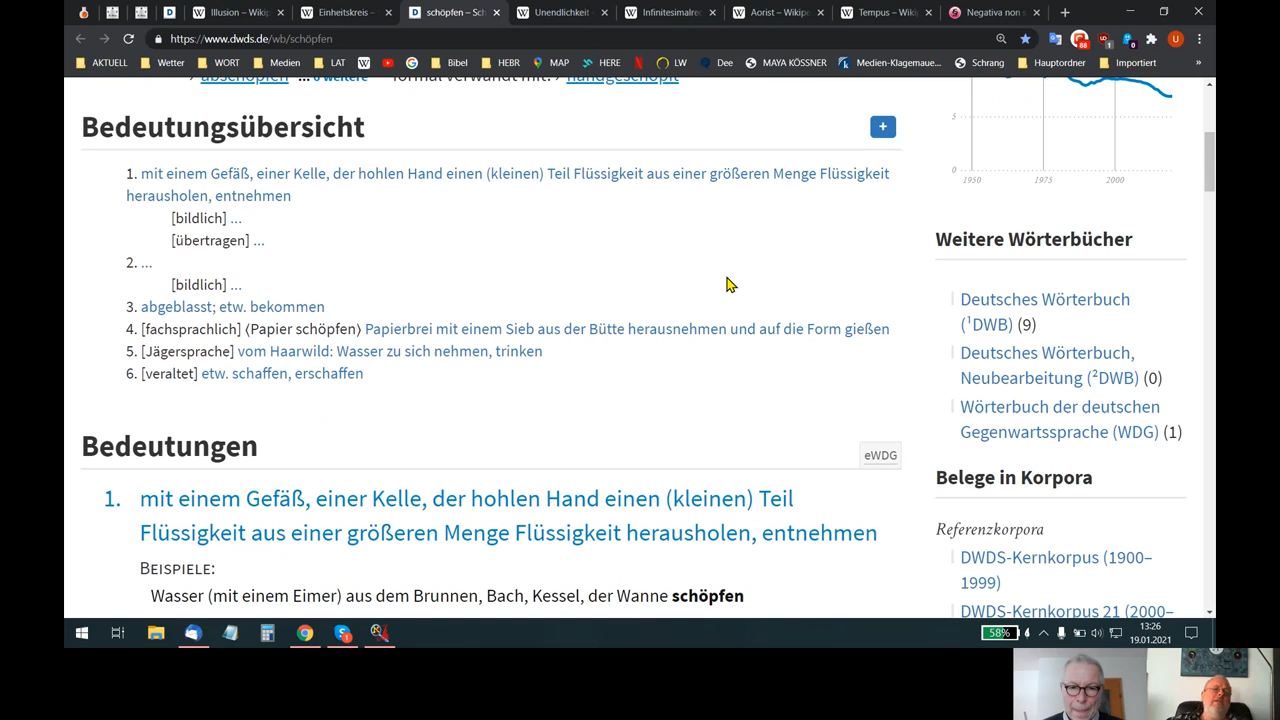 Illusion – Wikip
Einheitskreis –
schöpfen – Sch
Unendlichkeit
Infinitesimalrec
Aorist – Wikipe
Tempus – Wiki
Negativa non s
https://www.dwds.de/wb/schöpfen
AKTUELL Wetter WORT Medien LAT Bibel HEBR MAP HERE LW Dee MAYA KÖSSNER Medien-Klagemaue... Schrang Hauptordner Importiert »
abschöpfen ... 6 weitere formal verwandt mit: › handgeschöpft
Bedeutungsübersicht
+
1. mit einem Gefäß, einer Kelle, der hohlen Hand einen (kleinen) Teil Flüssigkeit aus einer größeren Menge Flüssigkeit
herausholen, entnehmen
[bildlich] ...
[übertragen] ...
2. ...
[bildlich] ...
3. abgeblasst; etw. bekommen
4. [fachsprachlich] ⟨Papier schöpfen⟩ Papierbrei mit einem Sieb aus der Bütte herausnehmen und auf die Form gießen
5. [Jägersprache] vom Haarwild: Wasser zu sich nehmen, trinken
6. [veraltet] etw. schaffen, erschaffen
Bedeutungen
eWDG
1. mit einem Gefäß, einer Kelle, der hohlen Hand einen (kleinen) Teil
Flüssigkeit aus einer größeren Menge Flüssigkeit herausholen, entnehmen
BEISPIELE:
Wasser (mit einem Eimer) aus dem Brunnen, Bach, Kessel, der Wanne schöpfen
5
0
1950 1975 2000
Weitere Wörterbücher
Deutsches Wörterbuch
(¹DWB) (9)
Deutsches Wörterbuch,
Neubearbeitung (²DWB) (0)
Wörterbuch der deutschen
Gegenwartssprache (WDG) (1)
Belege in Korpora
Referenzkorpora
DWDS-Kernkorpus (1900–
1999)
DWDS-Kernkorpus 21 (2000–
58%
13:26
19.01.2021